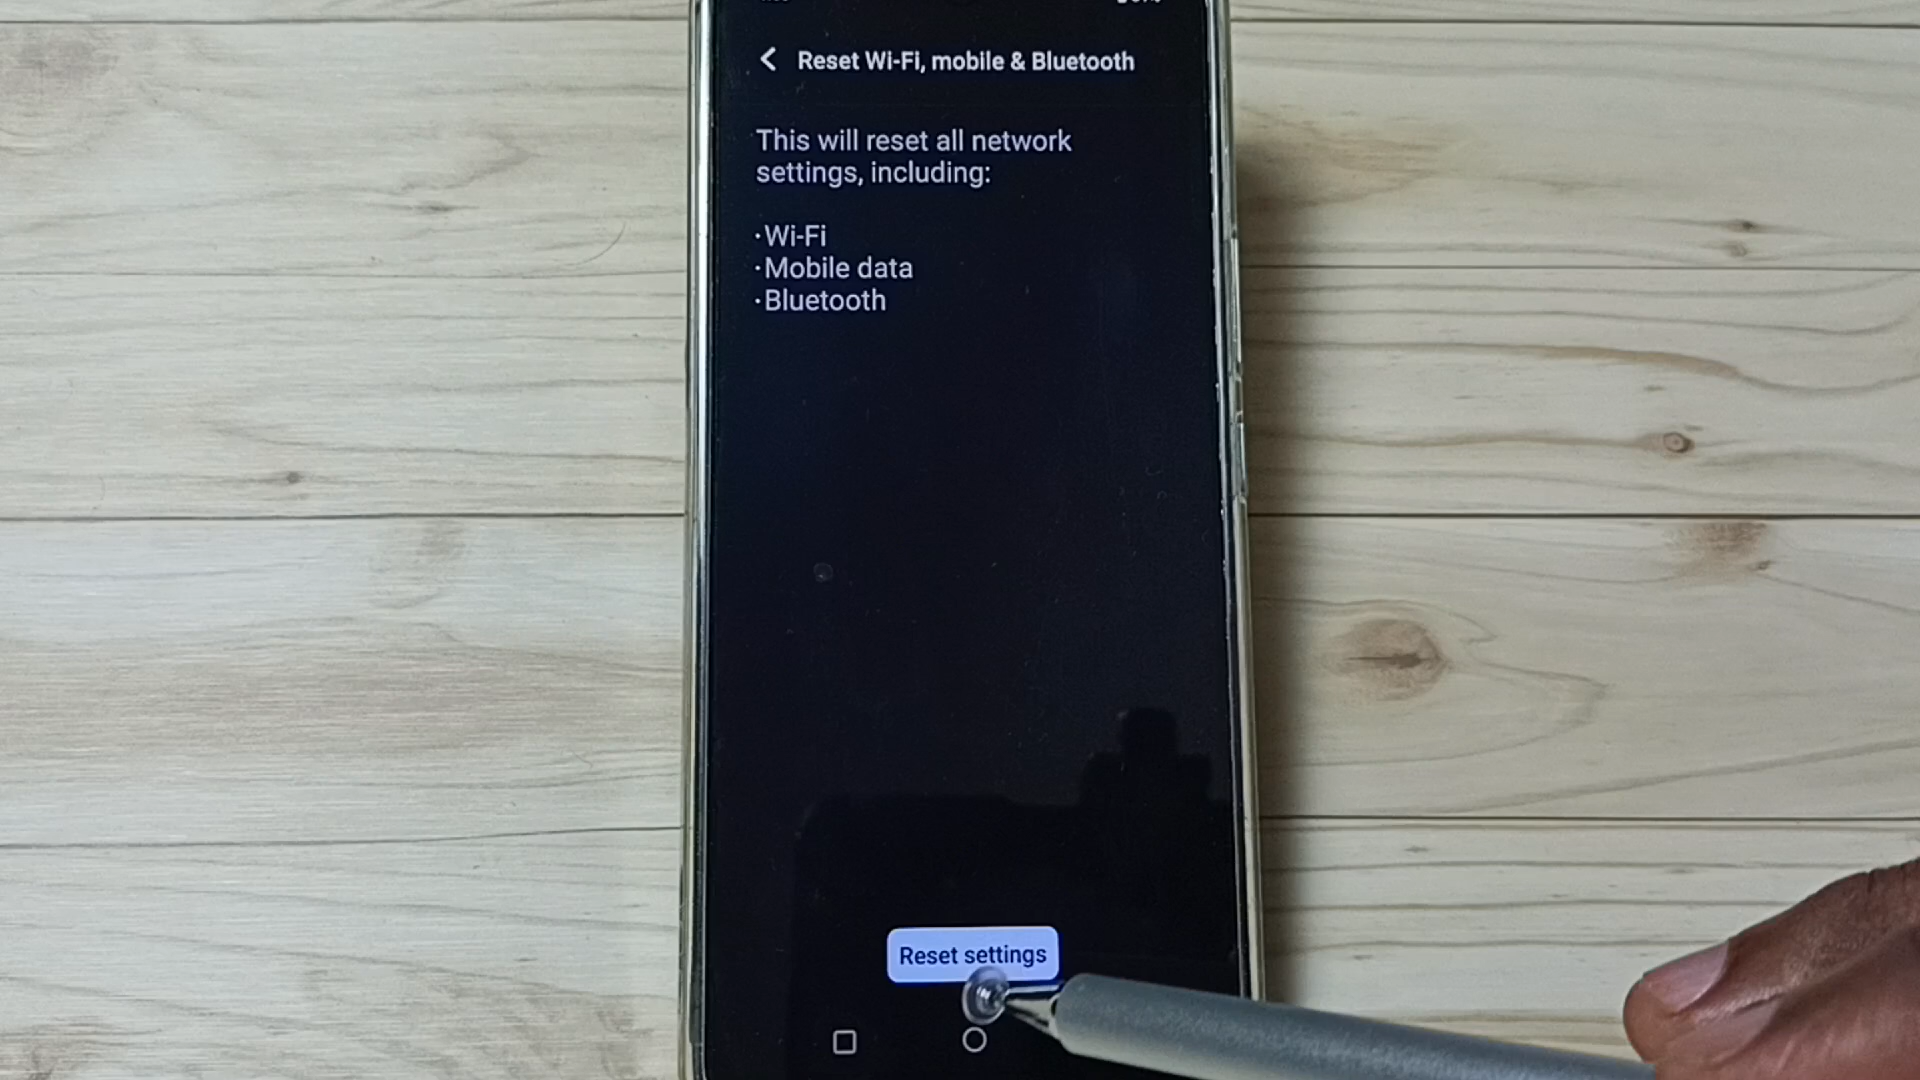 Reset Wi-Fi, mobile & Bluetooth
This will reset all network
settings, including:
·Wi-Fi
·Mobile data
·Bluetooth
Reset settings